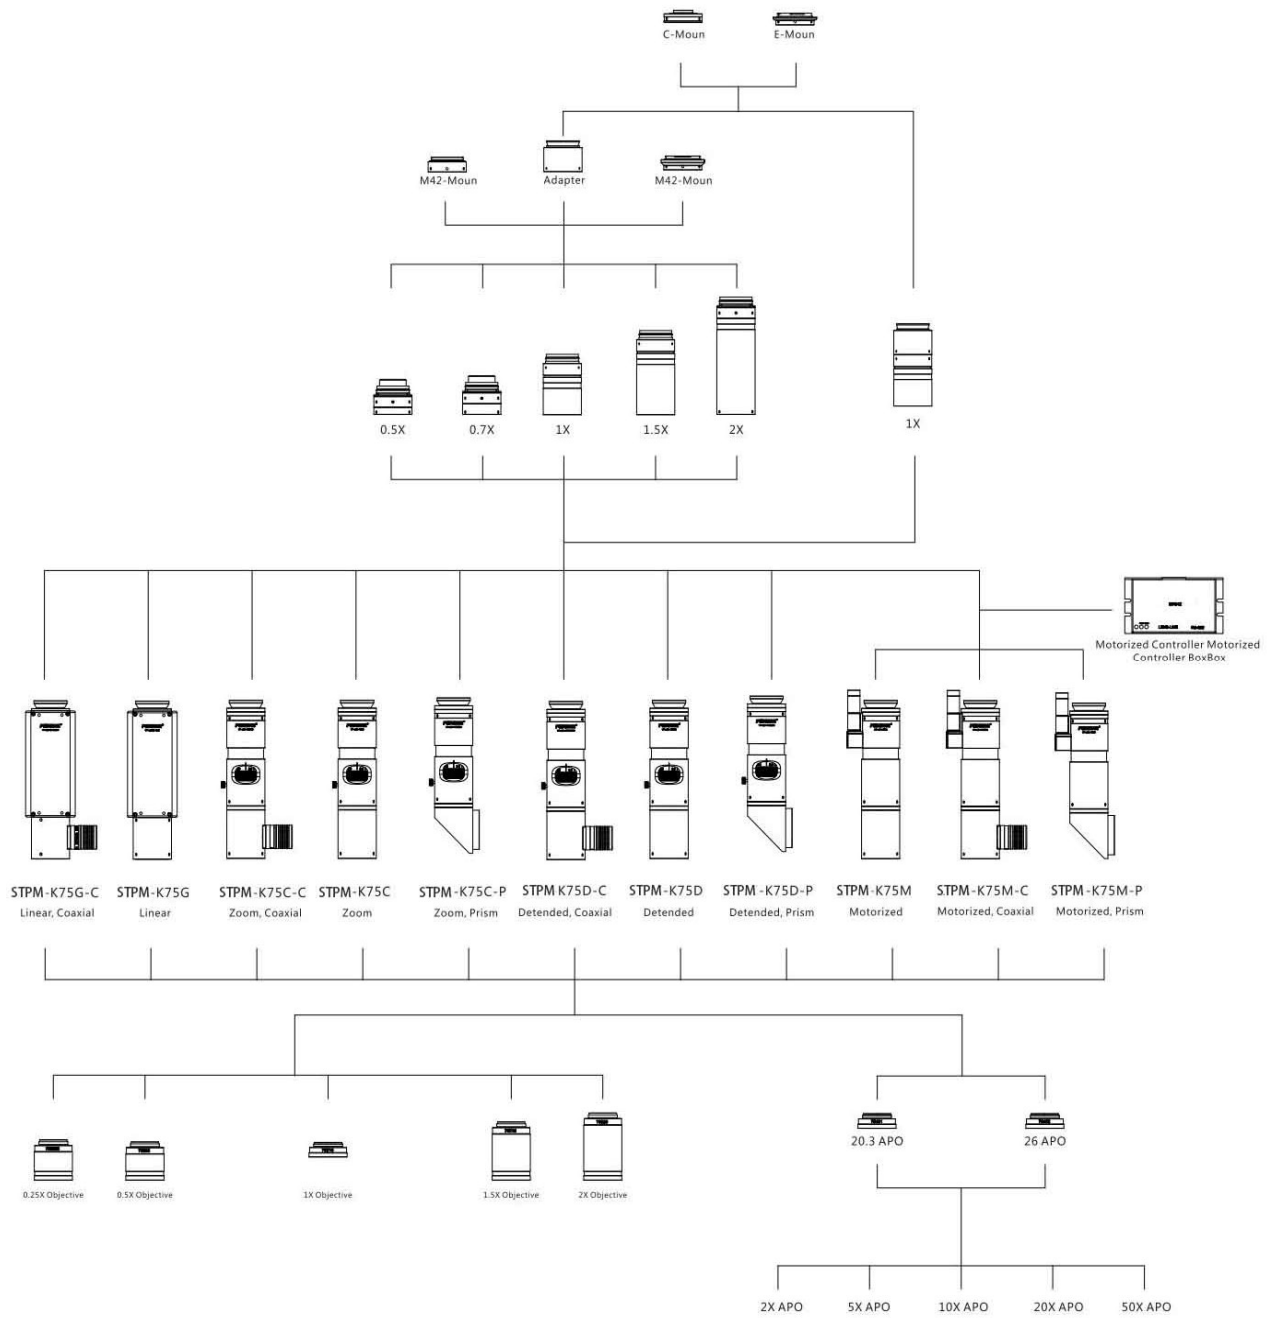 C-Moun
E-Moun
M42-Moun
Adapter
M42-Moun
0.5X
0.7X
1X
1.5X
2X
1X
Motorized Controller Motorized
Controller BoxBox
STPM-K75G-C
Linear, Coaxial
STPM-K75G
Linear
STPM-K75C-C
Zoom, Coaxial
STPM-K75C
Zoom
STPM-K75C-P
Zoom, Prism
STPM K75D-C
Detended, Coaxial
STPM-K75D
Detended
STPM -K75D-P
Detended, Prism
STPM-K75M
Motorized
STPM-K75M-C
Motorized, Coaxial
STPM -K75M-P
Motorized, Prism
0.25X Objective
0.5X Objective
1X Objective
1.5X Objective
2X Objective
20.3 APO
26 APO
2X APO
5X APO
10X APO
20X APO
50X APO